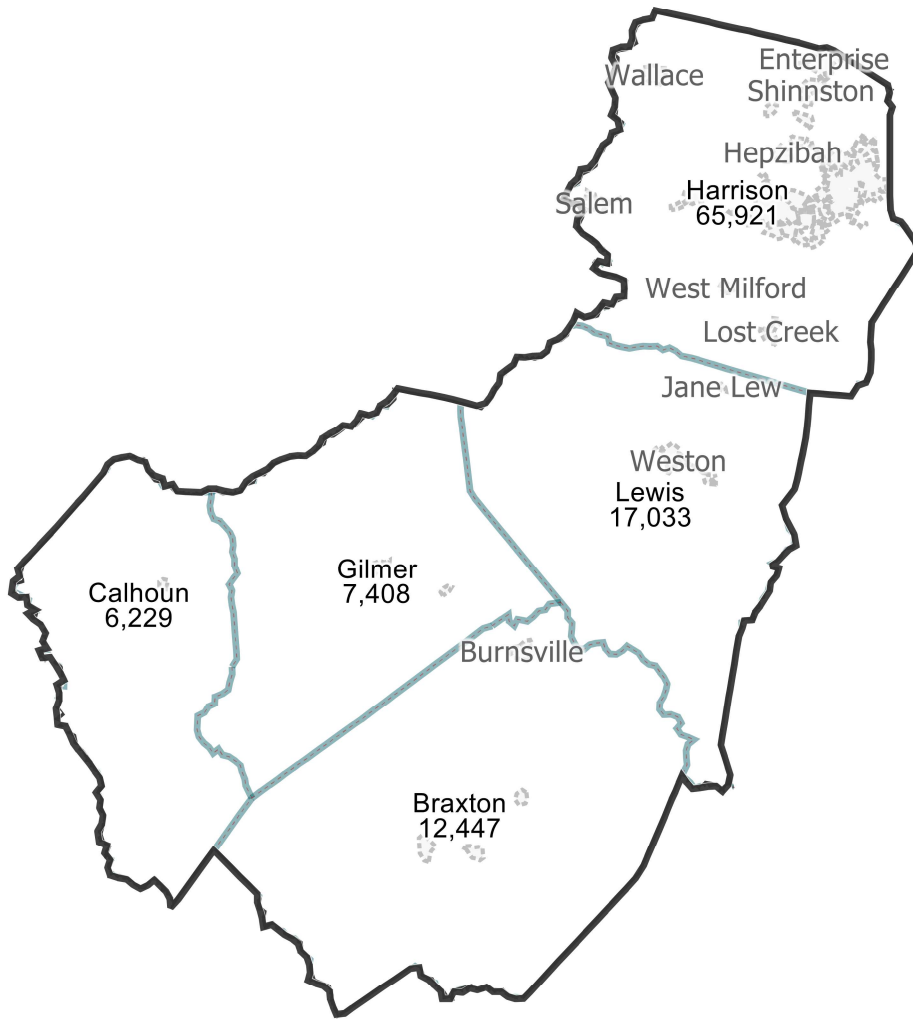 Enterprise
Wallace
Shinnston
Hepzibah
Harrison
65,921
Salem
West Milford
Lost Creek
Jane Lew
Weston
Lewis
17,033
Gilmer
7,408
Calhoun
6,229
Burnsville
Braxton
12,447